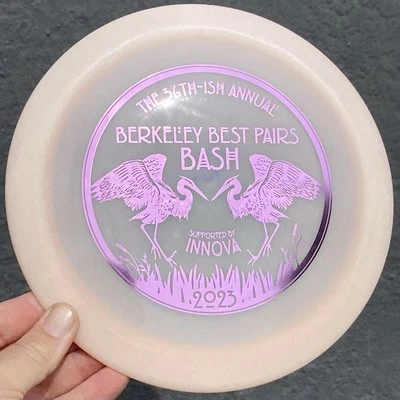 THE 36TH-ISH ANNUAL
BERKELEY BEST PAIRS
BASH
SUPPORTED BY
INNOVA
2023